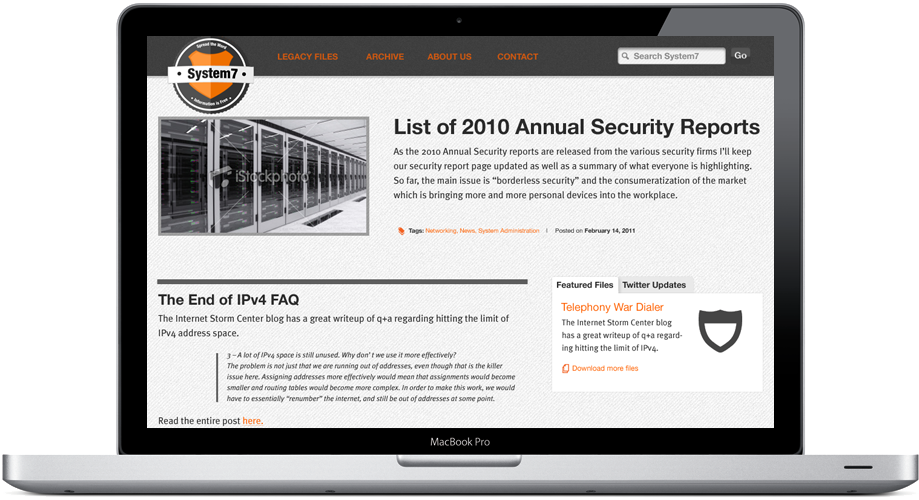 Spread the Word
System7
Information is Free
LEGACY FILES
ARCHIVE
ABOUT US
CONTACT
Search System7
Go
iStockphoto
List of 2010 Annual Security Reports
As the 2010 Annual Security reports are released from the various security firms I'll keep
our security report page updated as well as a summary of what everyone is highlighting.
So far, the main issue is “borderless security” and the consumeratization of the market
which is bringing more and more personal devices into the workplace.
Tags: Networking, News, System Administration | Posted on February 14, 2011
The End of IPv4 FAQ
The Internet Storm Center blog has a great writeup of q+a regarding hitting the limit of
IPv4 address space.
3 – A lot of IPv4 space is still unused. Why don' t we use it more effectively?
The problem is not just that we are running out of addresses, even though that is the killer
issue here. Assigning addresses more effectively would mean that assignments would become
smaller and routing tables would become more complex. In order to make this work, we would
have to essentially “renumber” the internet, and still be out of addresses at some point.
Read the entire post here.
Featured Files
Twitter Updates
Telephony War Dialer
The Internet Storm Center blog
has a great writeup of q+a regard-
ing hitting the limit of IPv4.
Download more files
MacBook Pro